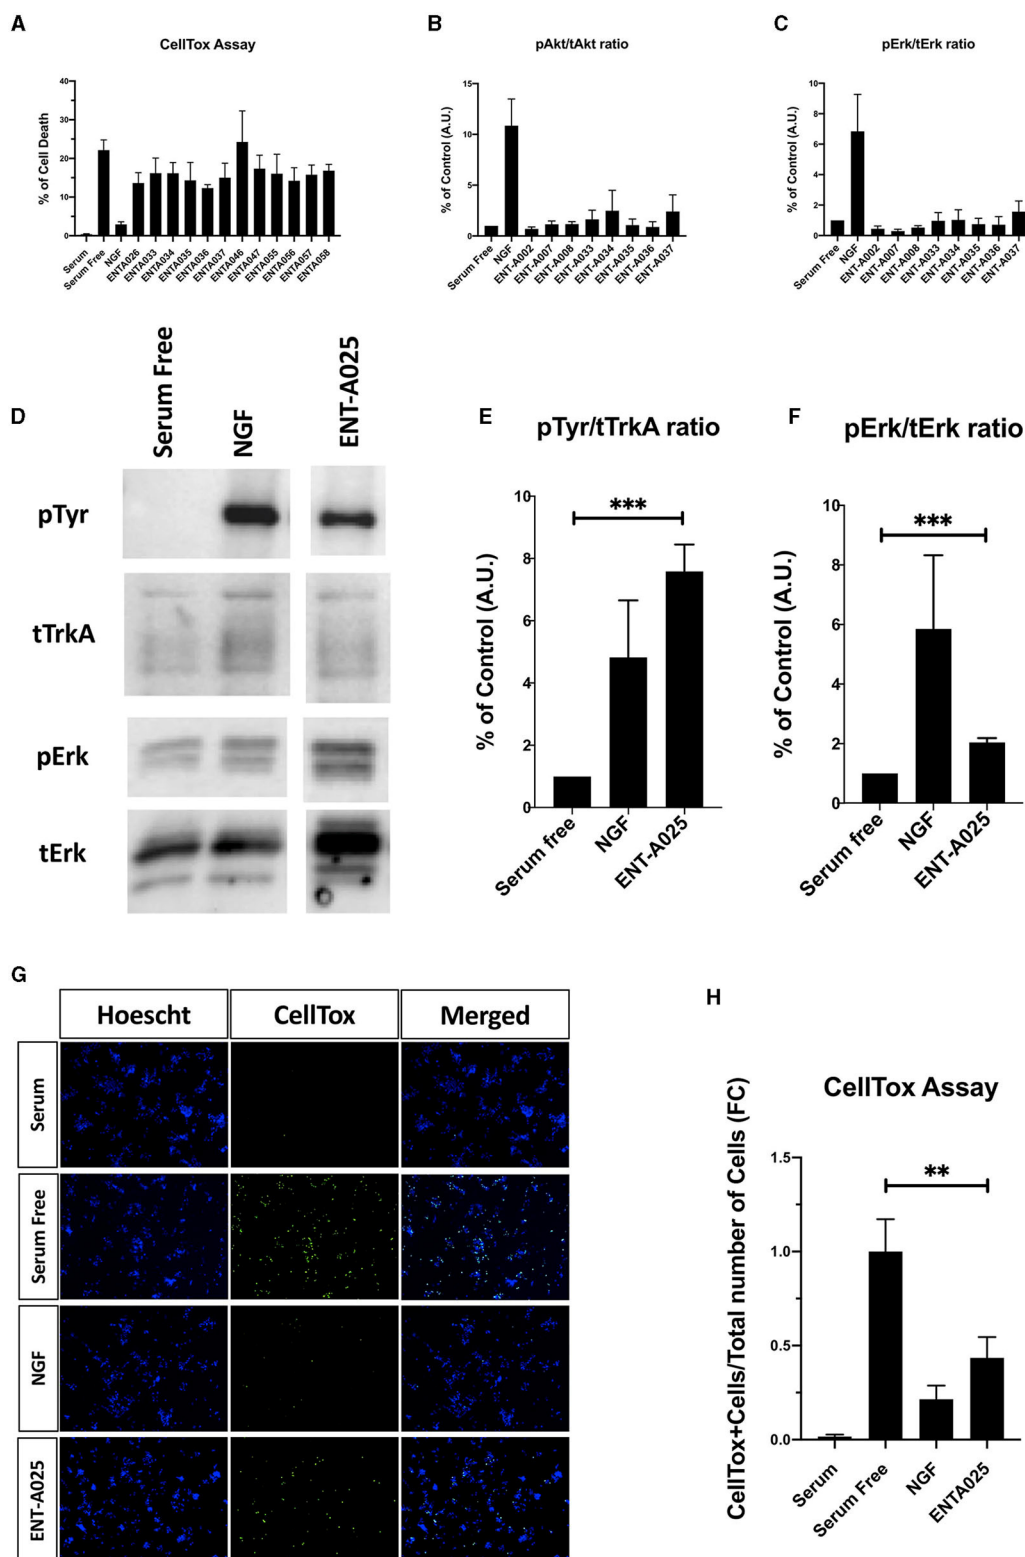 A
CellTox Assay
% of Cell Death
40
30
20
10
0
Serum
Serum Free
NGF
ENTA026
ENTA033
ENTA034
ENTA035
ENTA036
ENTA037
ENTA046
ENTA047
ENTA055
ENTA056
ENTA057
ENTA058
B
pAkt/tAkt ratio
% of Control (A.U.)
15
10
5
0
Serum Free
NGF
ENT-A002
ENT-A007
ENT-A008
ENT-A033
ENT-A034
ENT-A035
ENT-A036
ENT-A037
C
pErk/tErk ratio
% of Control (A.U.)
10
8
6
4
2
0
Serum Free
NGF
ENT-A002
ENT-A007
ENT-A008
ENT-A033
ENT-A034
ENT-A035
ENT-A036
ENT-A037
D
Serum Free
NGF
ENT-A025
pTyr
tTrkA
pErk
tErk
E
pTyr/tTrkA ratio
% of Control (A.U.)
10
8
6
4
2
0
***
Serum free
NGF
ENT-A025
F
pErk/tErk ratio
% of Control (A.U.)
10
8
6
4
2
0
***
Serum free
NGF
ENT-A025
G
Hoescht
CellTox
Merged
Serum
Serum Free
NGF
ENT-A025
H
CellTox Assay
CellTox+Cells/Total number of Cells (FC)
1.5
1.0
0.5
0.0
**
Serum
Serum Free
NGF
ENTA025